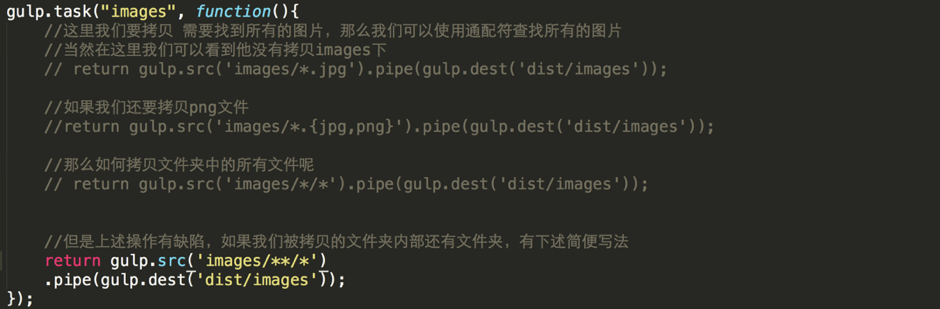 gulp.task("images", function(){
//这里我们要拷贝 需要找到所有的图片，那么我们可以使用通配符查找所有的图片
//当然在这里我们可以看到他没有拷贝images下
// return gulp.src('images/*.jpg').pipe(gulp.dest('dist/images'));
//如果我们还要拷贝png文件
//return gulp.src('images/*.{jpg,png}').pipe(gulp.dest('dist/images'));
//那么如何拷贝文件夹中的所有文件呢
// return gulp.src('images/*/*').pipe(gulp.dest('dist/images'));
//但是上述操作有缺陷，如果我们被拷贝的文件夹内部还有文件夹，有下述简便写法
return gulp.src('images/**/*')
.pipe(gulp.dest('dist/images'));
});